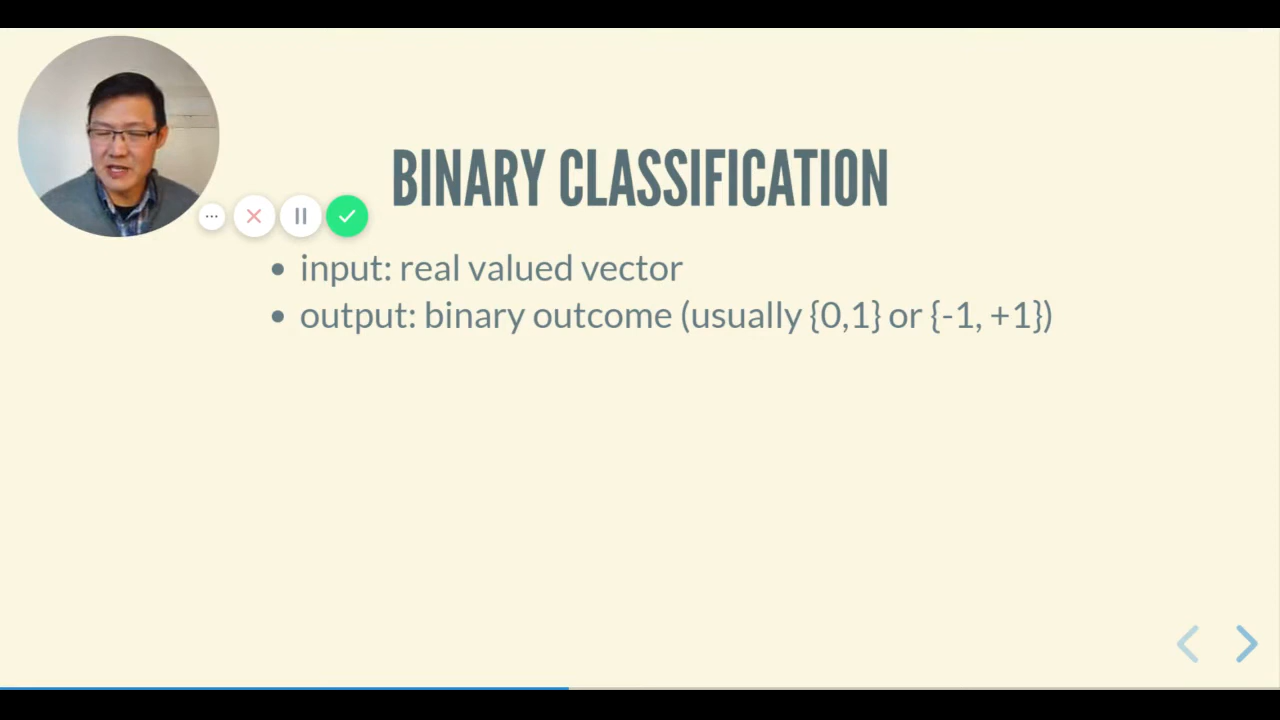 BINARY CLASSIFICATION
input: real valued vector
output: binary outcome (usually {0,1} or {-1, +1})